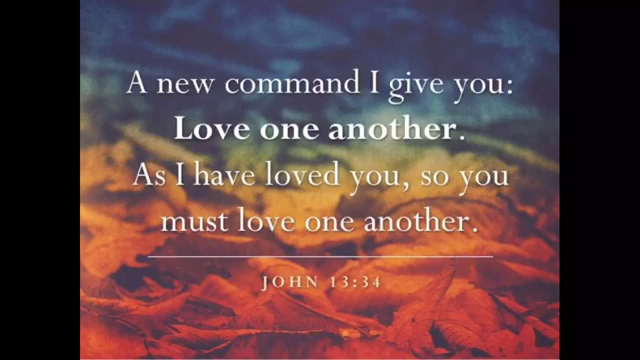 A new command I give you:
Love one another.
As I have loved you, so you
must love one another.
JOHN 13:34